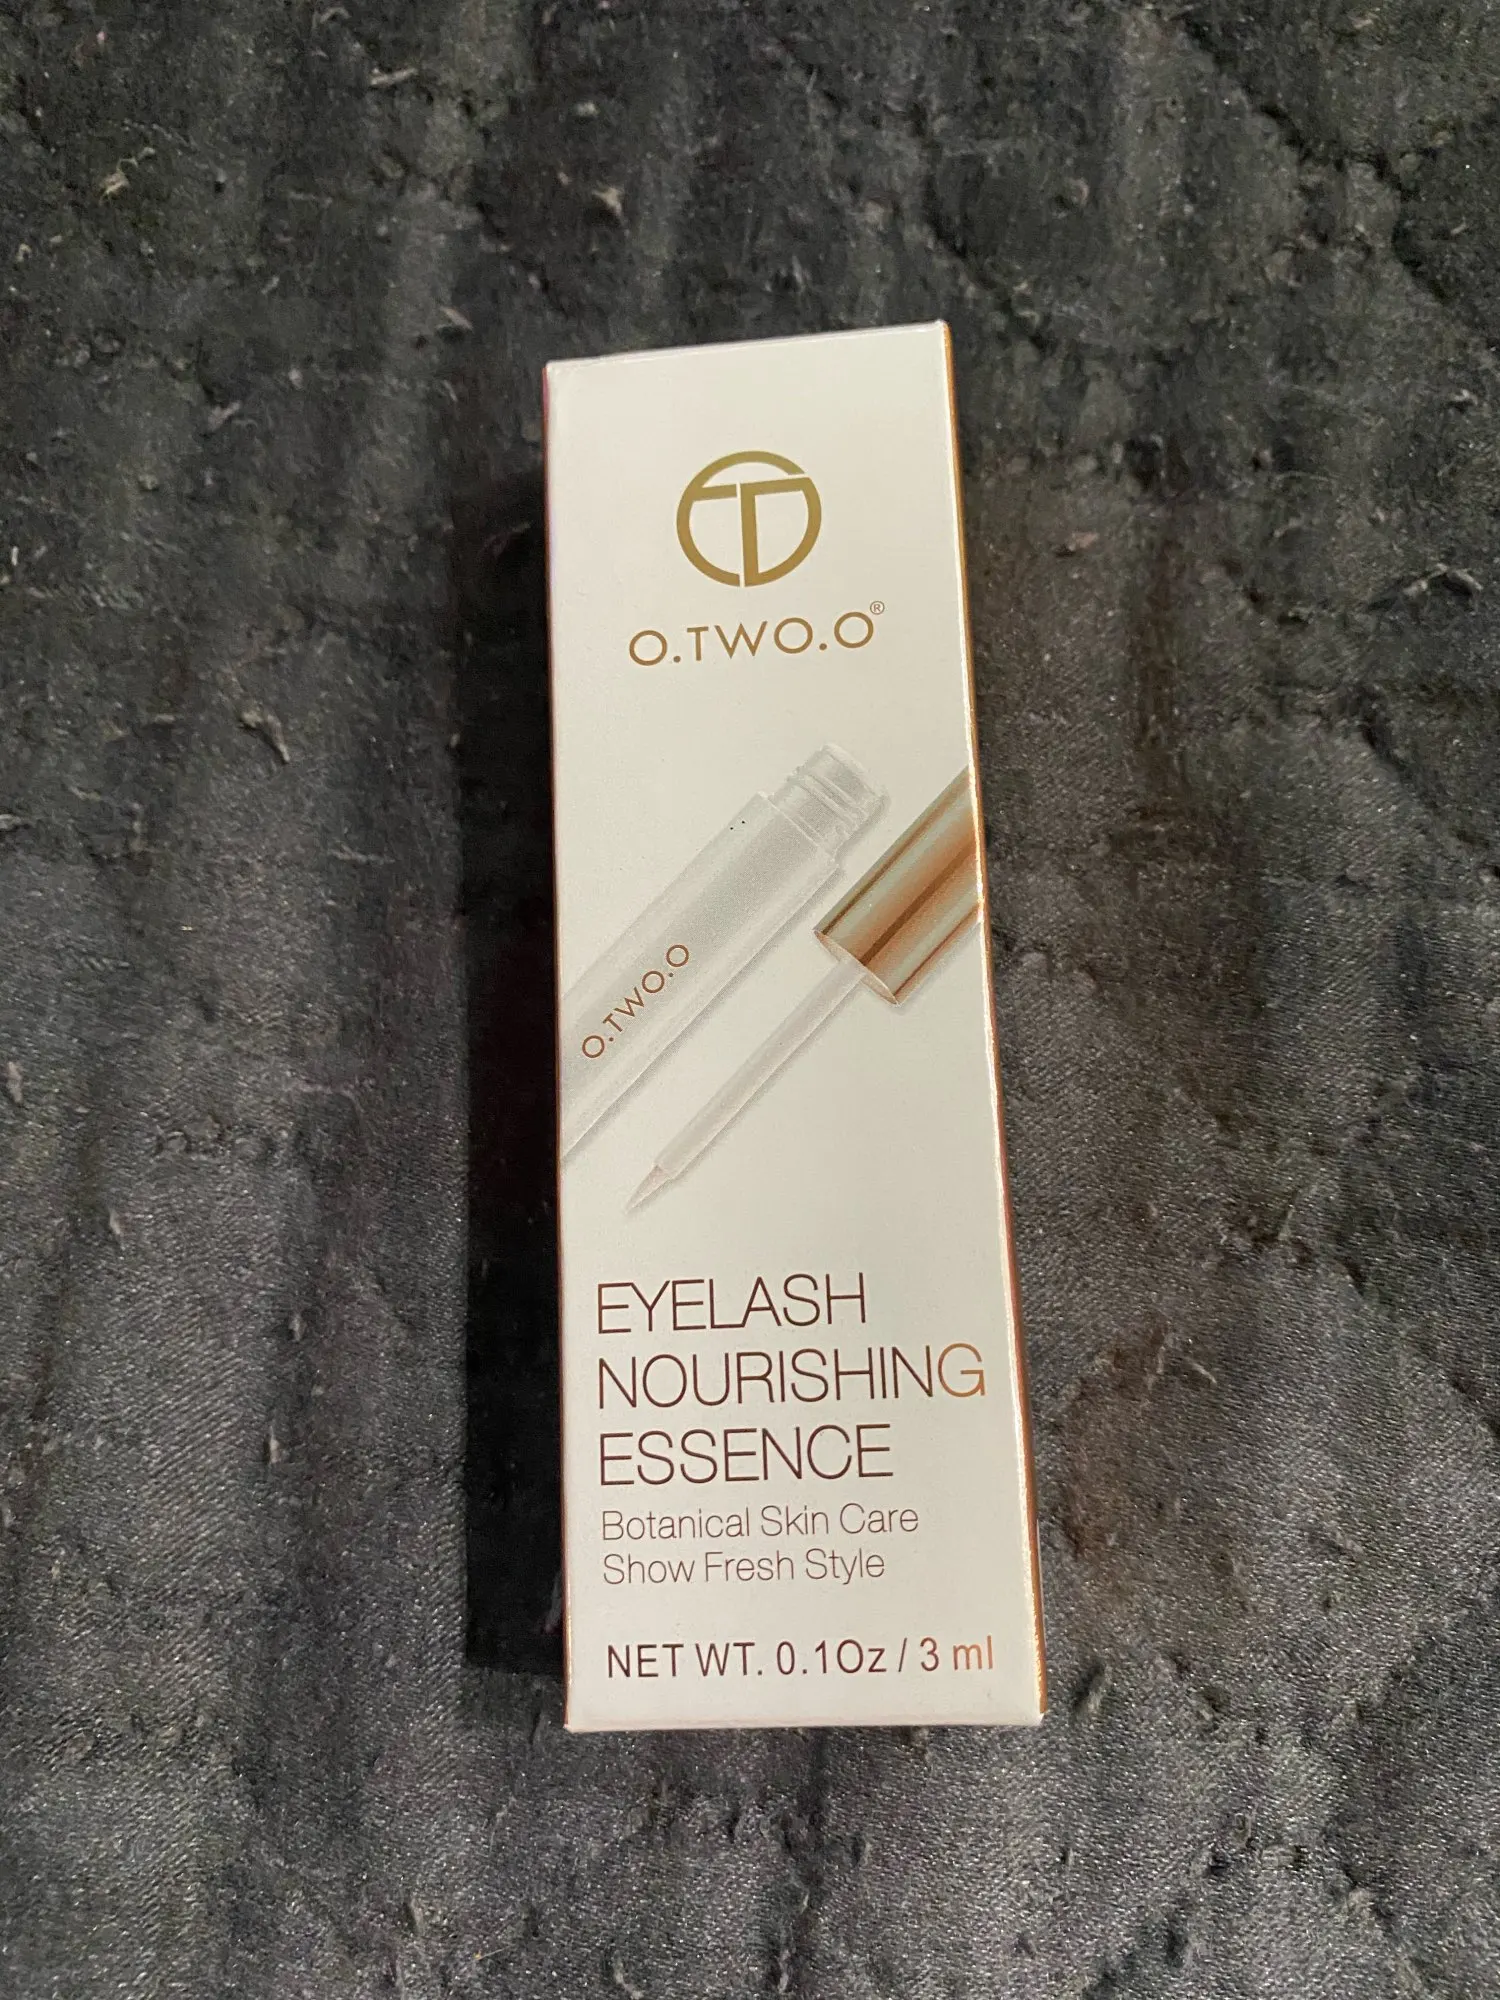 O.TWO.O®
O.TWO.O
EYELASH
NOURISHING
ESSENCE
Botanical Skin Care
Show Fresh Style
NET WT. 0.1Oz / 3 ml